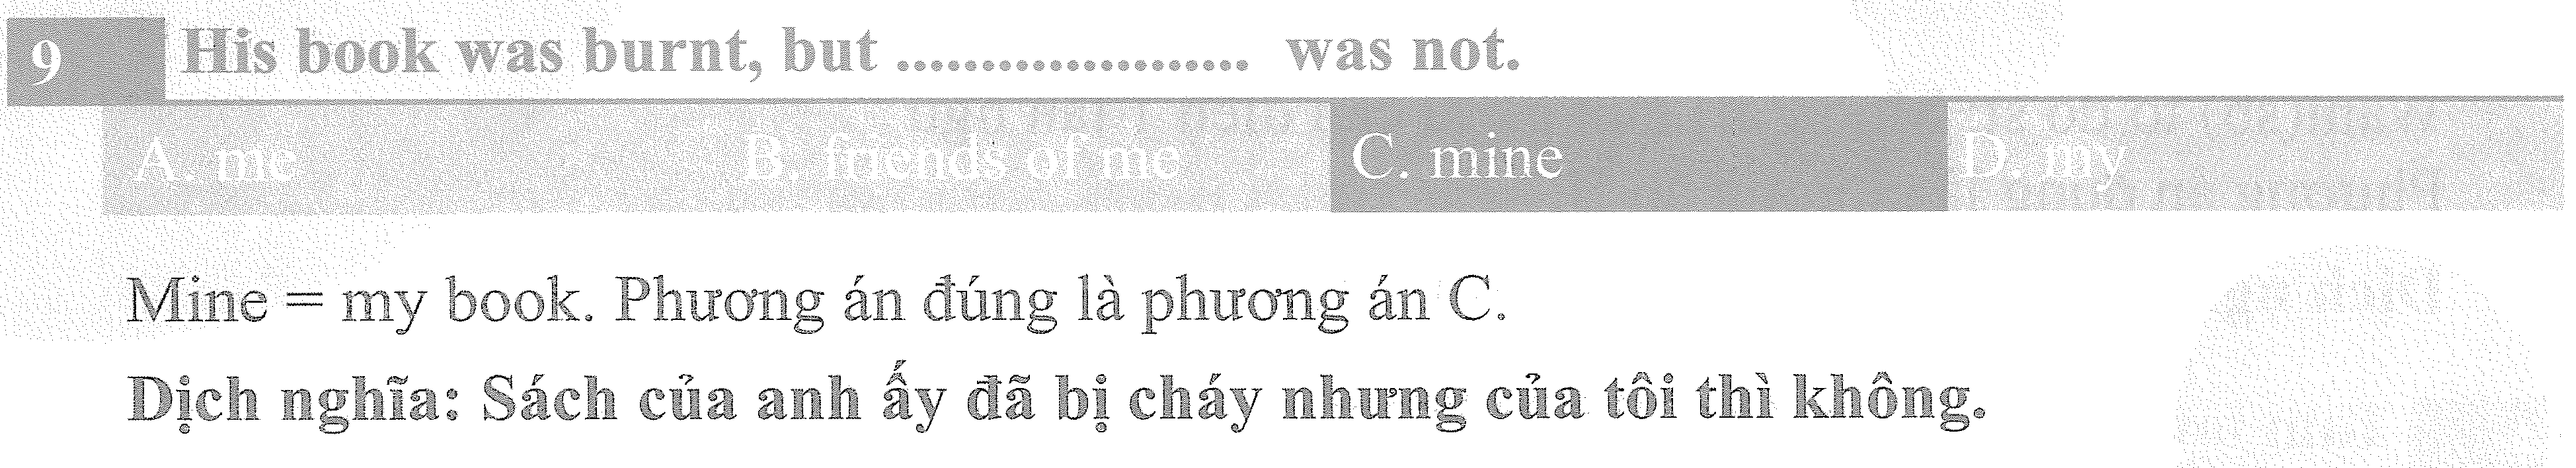 9 His book was burnt, but .................... was not.
A. me B. friends of me C. mine D. my
Mine = my book. Phương án đúng là phương án C.
Dịch nghĩa: Sách của anh ấy đã bị cháy nhưng của tôi thì không.